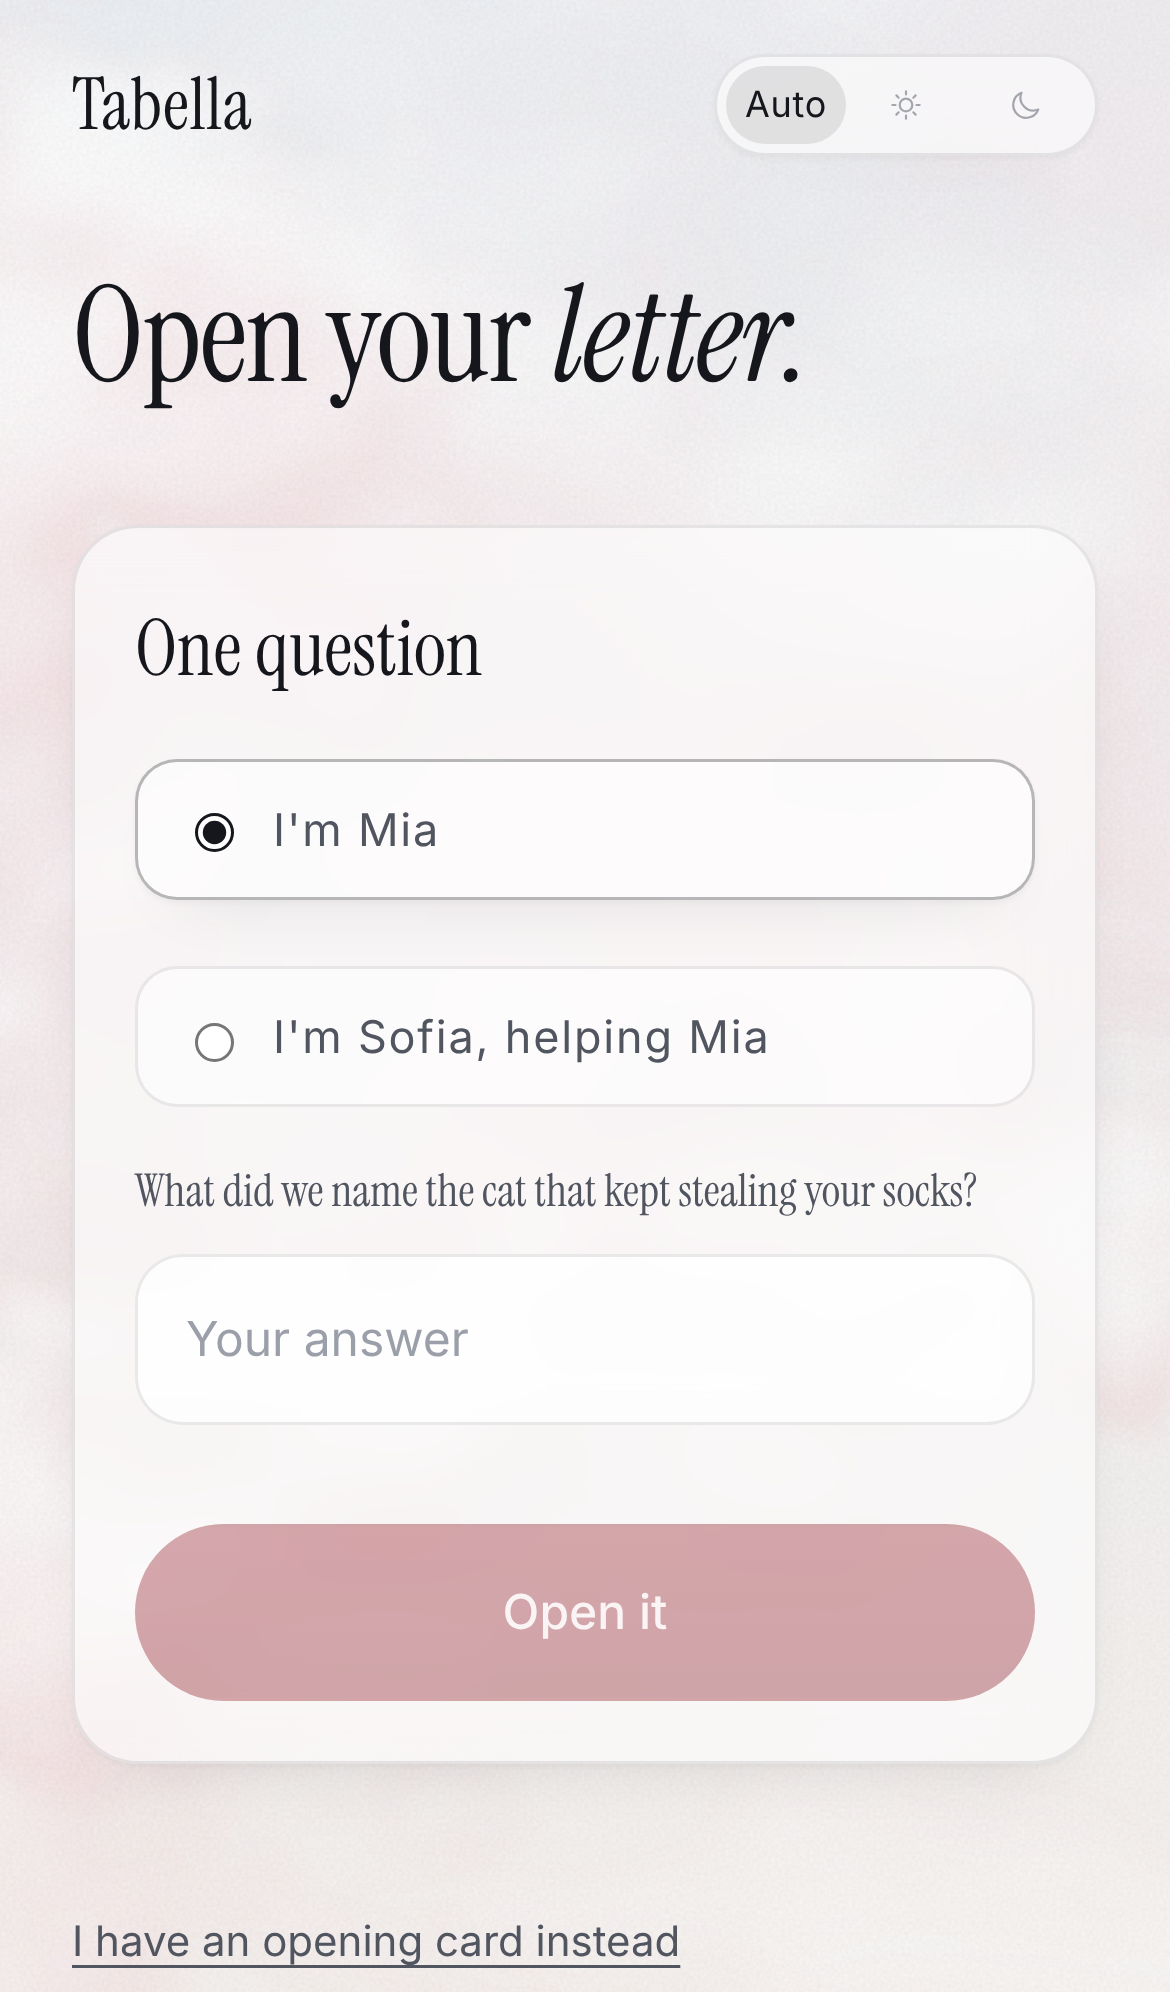 Tabella
Auto
Open your letter.
One question
I'm Mia
I'm Sofia, helping Mia
What did we name the cat that kept stealing your socks?
Your answer
Open it
I have an opening card instead